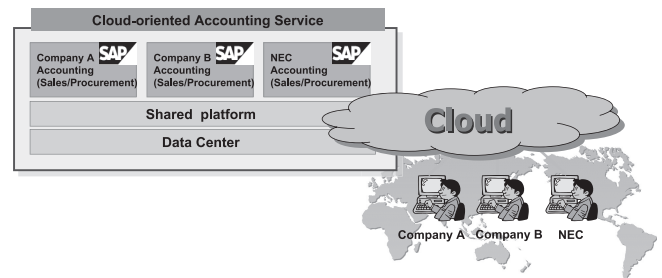 Cloud-oriented Accounting Service
Company A SAP
Accounting
(Sales/Procurement)
Company B SAP
Accounting
(Sales/Procurement)
NEC SAP
Accounting
(Sales/Procurement)
Shared platform
Data Center
Cloud
Company A Company B NEC